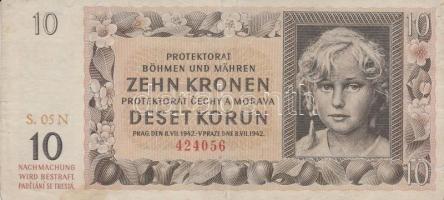 10
10
PROTEKTORAT
BÖHMEN UND MÄHREN
ZEHN KRONEN
PROTEKTORÁT ČECHY A MORAVA
DESET KORUN
PRAG, DEN 8. VII. 1942 - V PRAZE DNE 8. VII. 1942.
424056
S. 05 N
10
NACHMACHUNG
WIRD BESTRAFT.
PADĚLÁNÍ SE TRESTÁ.
10